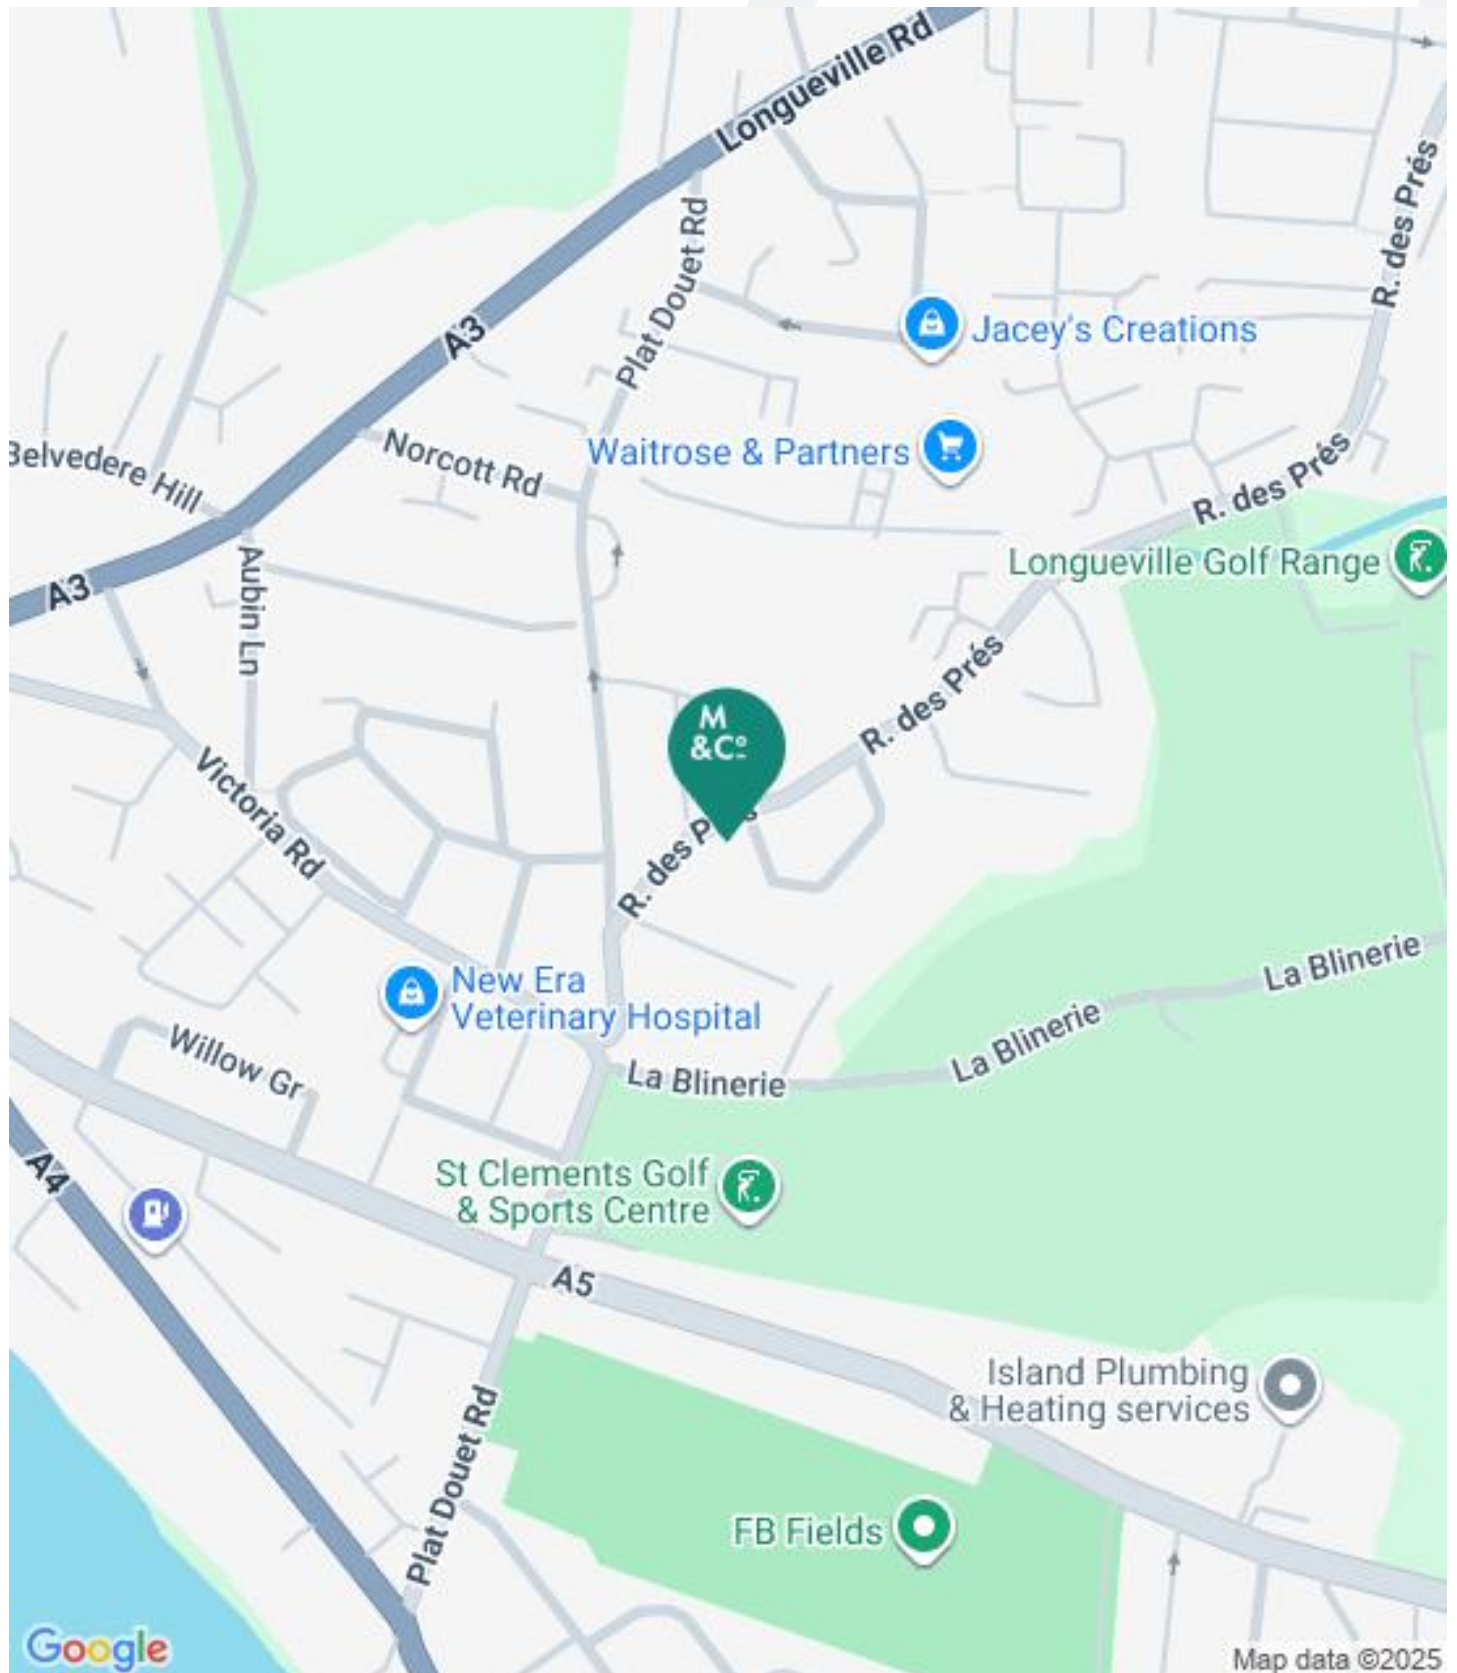 Longueville Rd
R. des Prés
Plat Douet Rd
Jacey's Creations
A3
Belvedere Hill
Norcott Rd
Waitrose & Partners
R. des Prés
Longueville Golf Range
A3
Aubin Ln
R. des Prés
M
&Cº
Victoria Rd
R. des
La Blinerie
New Era
Veterinary Hospital
Willow Gr
La Blinerie
La Blinerie
A4
St Clements Golf
& Sports Centre
A5
Island Plumbing
& Heating services
Plat Douet Rd
FB Fields
Google
Map data ©2025